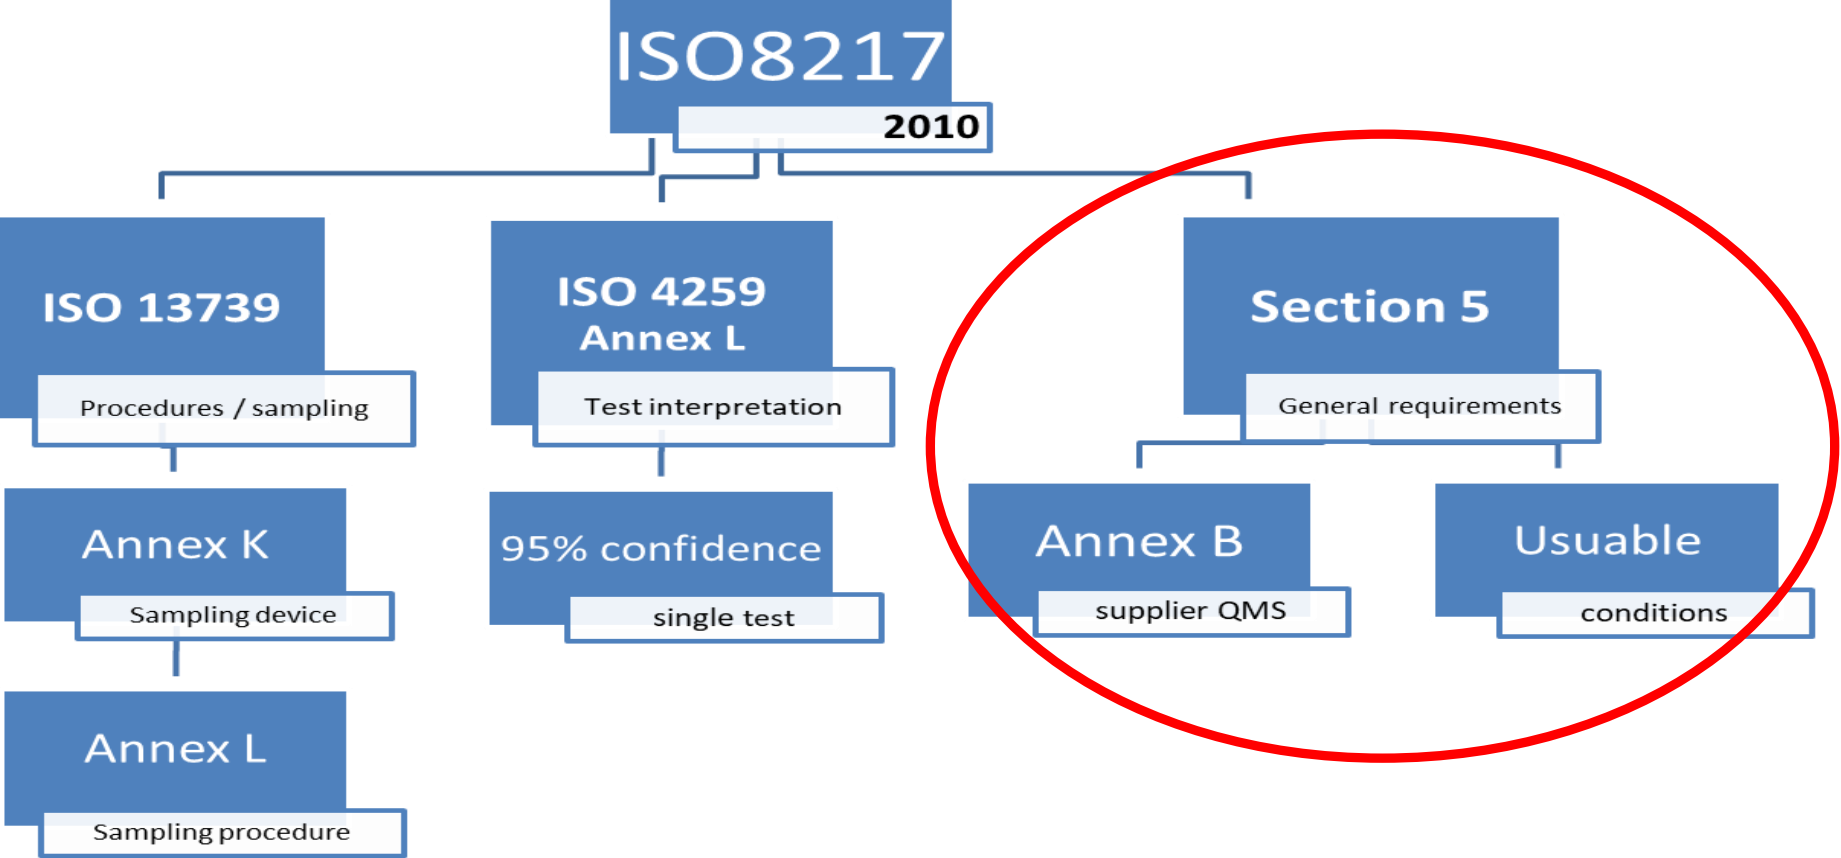 ISO8217
2010
ISO 13739
Procedures / sampling
ISO 4259
Annex L
Test interpretation
Section 5
General requirements
Annex K
Sampling device
95% confidence
single test
Annex B
supplier QMS
Usuable
conditions
Annex L
Sampling procedure